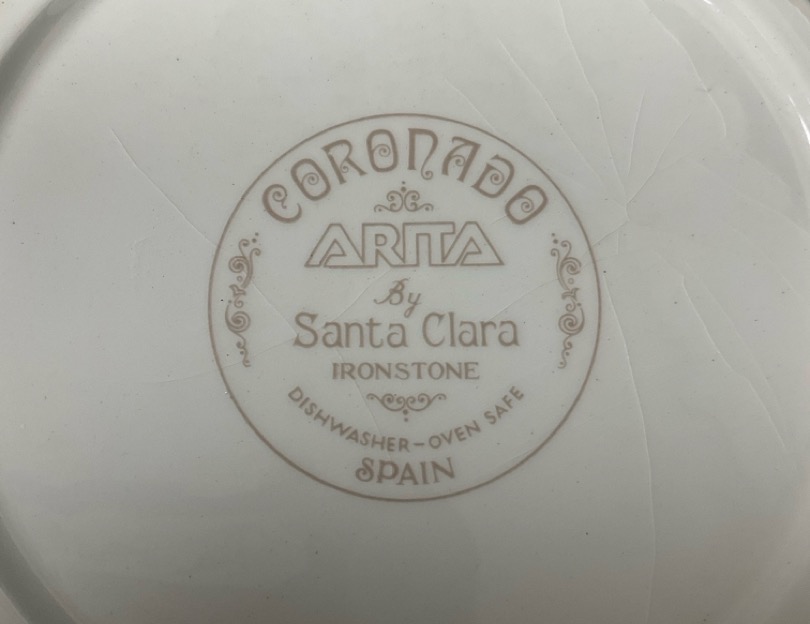 CORONADO
ARITA
By
Santa Clara
IRONSTONE
DISHWASHER-OVEN SAFE
SPAIN